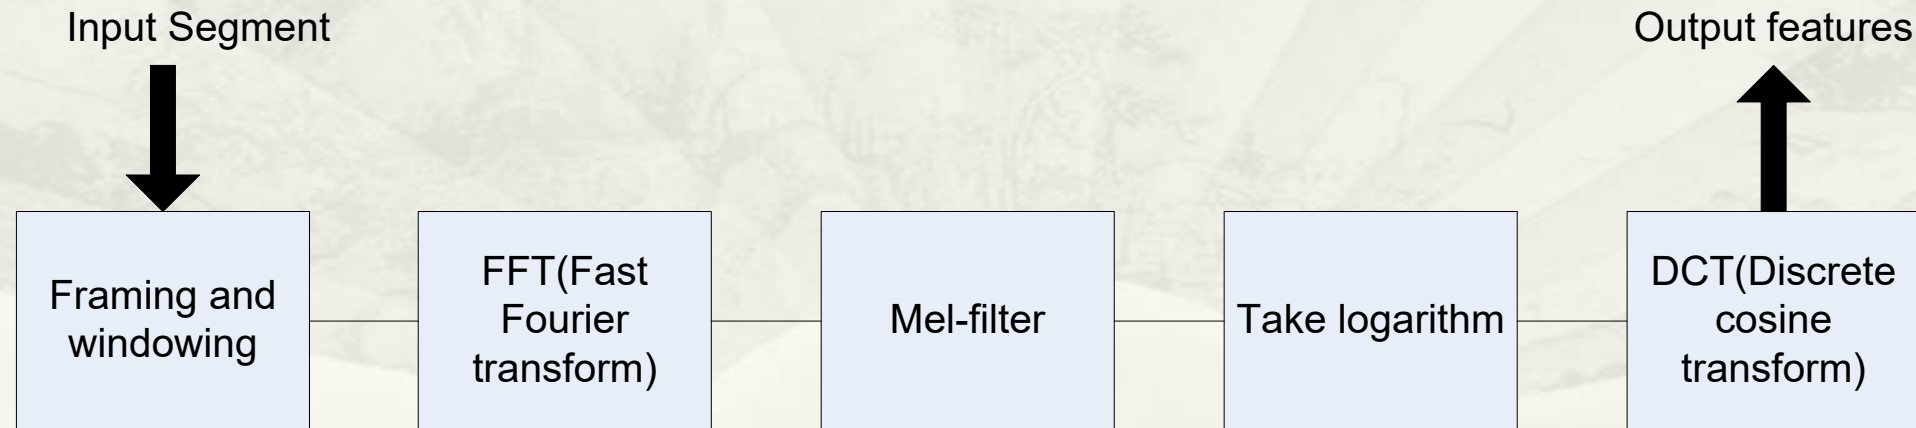 Input Segment
Output features
Framing and
windowing
FFT(Fast
Fourier
transform)
Mel-filter
Take logarithm
DCT(Discrete
cosine
transform)